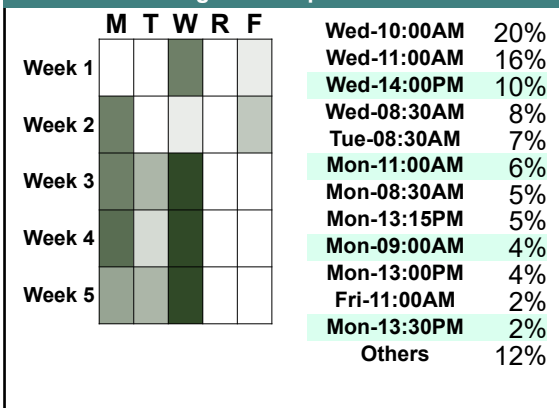 M T W R F
Week 1
Week 2
Week 3
Week 4
Week 5
Wed-10:00AM 20%
Wed-11:00AM 16%
Wed-14:00PM 10%
Wed-08:30AM 8%
Tue-08:30AM 7%
Mon-11:00AM 6%
Mon-08:30AM 5%
Mon-13:15PM 5%
Mon-09:00AM 4%
Mon-13:00PM 4%
Fri-11:00AM 2%
Mon-13:30PM 2%
Others 12%